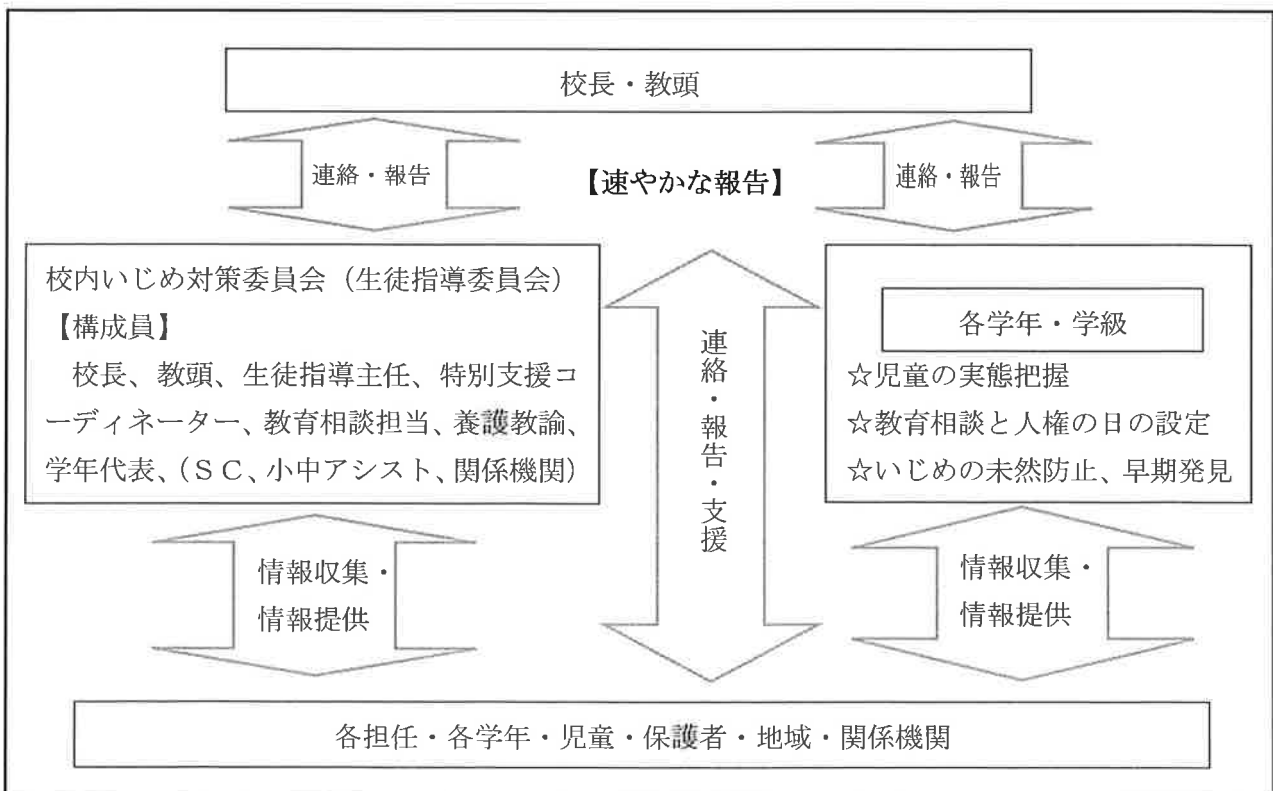 校長・教頭
連絡・報告
【速やかな報告】
連絡・報告
校内いじめ対策委員会（生徒指導委員会）
【構成員】
校長、教頭、生徒指導主任、特別支援コ
ーディネーター、教育相談担当、養護教諭、
学年代表、（ＳＣ、小中アシスト、関係機関）
連絡・報告・支援
各学年・学級
☆児童の実態把握
☆教育相談と人権の日の設定
☆いじめの未然防止、早期発見
情報収集・
情報提供
情報収集・
情報提供
各担任・各学年・児童・保護者・地域・関係機関